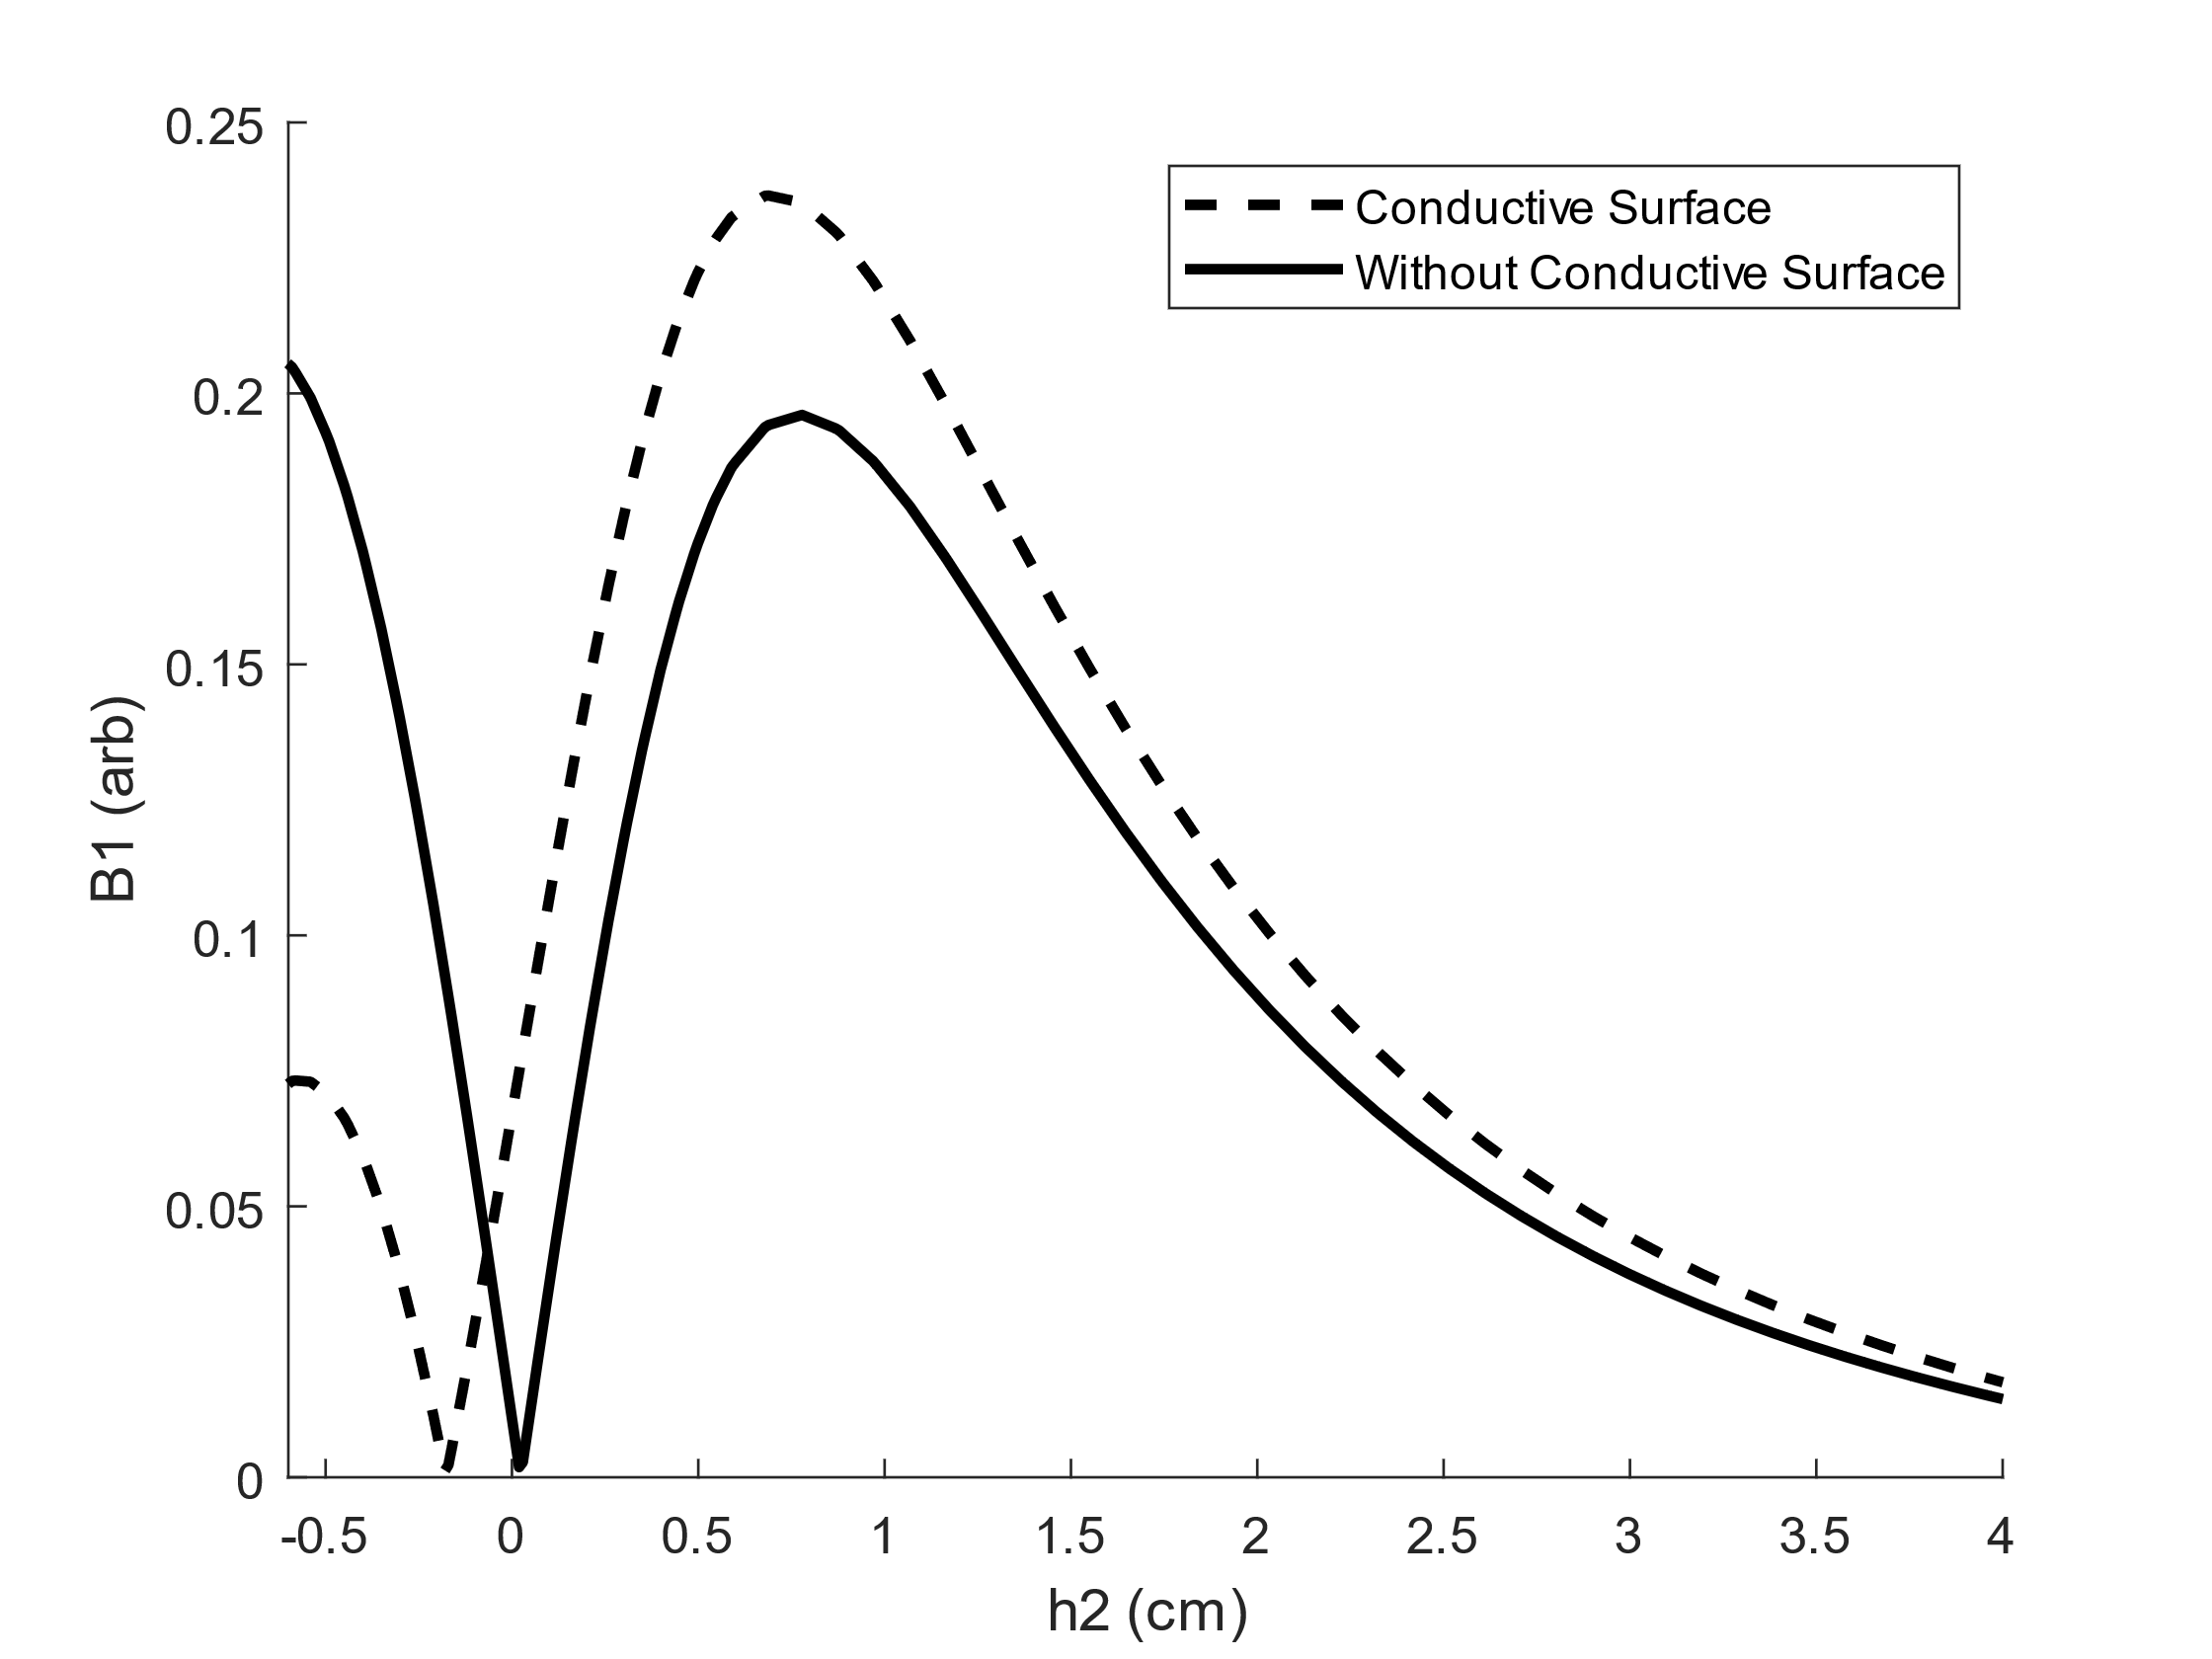 0.25
0.2
0.15
0.1
0.05
0
B1 (arb)
Conductive Surface
Without Conductive Surface
-0.5 0 0.5 1 1.5 2 2.5 3 3.5 4
h2 (cm)